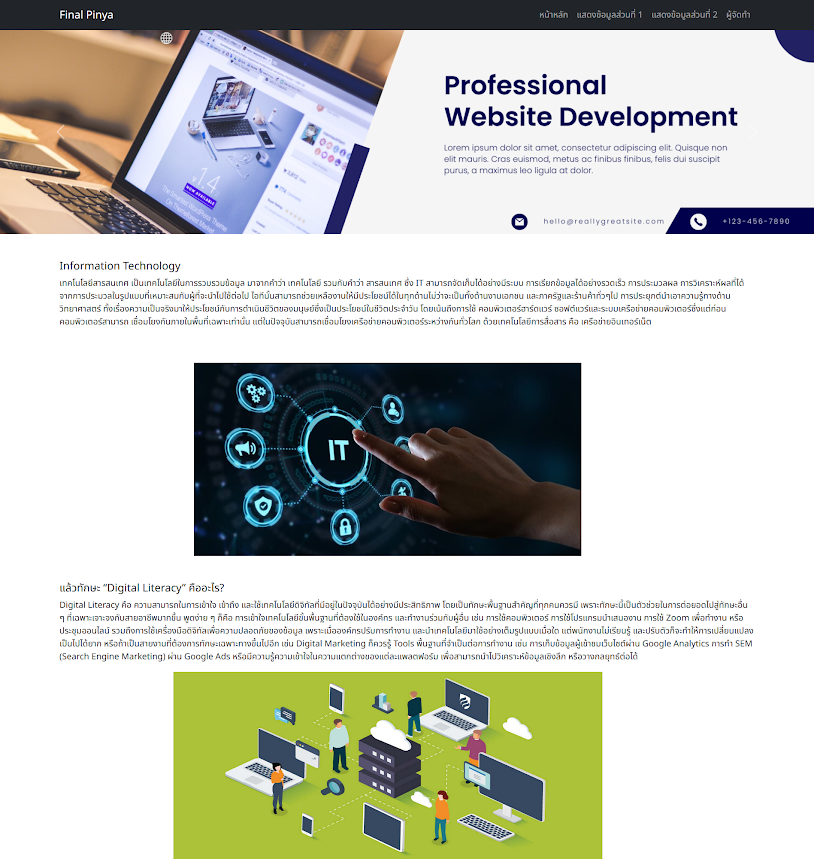 Final Pinya
หน้าหลัก แสดงข้อมูลส่วนที่ 1 แสดงข้อมูลส่วนที่ 2 ผู้จัดทำ
Professional
Website Development
Lorem ipsum dolor sit amet, consectetur adipiscing elit. Quisque non
elit mauris. Cras euismod, metus ac finibus finibus, felis dui suscipit
purus, a maximus leo ligula at dolor.
hello@reallygreatsite.com
+123-456-7890
Information Technology
เทคโนโลยีสารสนเทศ เป็นเทคโนโลยีในการรวบรวมข้อมูล มาจากคำว่า เทคโนโลยี รวมกับคำว่า สารสนเทศ ซึ่ง IT สามารถจัดเก็บได้อย่างมีระบบ การเรียกข้อมูลได้อย่างรวดเร็ว การประมวลผล การวิเคราะห์ผลที่ได้
จากการประมวลในรูปแบบที่เหมาะสมกับผู้ที่จะนำไปใช้ต่อไป ไอทีนั้นสามารถช่วยเหลืองานให้มีประโยชน์ได้ในทุกด้านไม่ว่าจะเป็นทั้งด้านงานเอกชน และภาครัฐและร้านค้าทั่วๆไป การประยุกต์นำเอาความรู้ทางด้าน
วิทยาศาสตร์ ทั้งเรื่องความเป็นจริงมาให้ประโยชน์กับการดำเนินชีวิตของมนุษย์ซึ่งเป็นประโยชน์ในชีวิตประจำวัน โดยเน้นถึงการใช้ คอมพิวเตอร์ฮาร์ดแวร์ ซอฟต์แวร์และระบบเครือข่ายคอมพิวเตอร์ซึ่งแต่ก่อน
คอมพิวเตอร์สามารถ เชื่อมโยงกันภายในพื้นที่เฉพาะเท่านั้น แต่ในปัจจุบันสามารถเชื่อมโยงเครือข่ายคอมพิวเตอร์ระหว่างกันทั่วโลก ด้วยเทคโนโลยีการสื่อสาร คือ เครือข่ายอินเทอร์เน็ต
IT
แล้วทักษะ “Digital Literacy” คืออะไร?
Digital Literacy คือ ความสามารถในการเข้าใจ เข้าถึง และใช้เทคโนโลยีดิจิทัลที่มีอยู่ในปัจจุบันได้อย่างมีประสิทธิภาพ โดยเป็นทักษะพื้นฐานสำคัญที่ทุกคนควรมี เพราะทักษะนี้เป็นตัวช่วยในการต่อยอดไปสู่ทักษะอื่น
ๆ ที่เฉพาะเจาะจงกับสายอาชีพมากขึ้น พูดง่าย ๆ ก็คือ การเข้าใจเทคโนโลยีขั้นพื้นฐานที่ต้องใช้ในองค์กร และทำงานร่วมกับผู้อื่น เช่น การใช้คอมพิวเตอร์ การใช้โปรแกรมนำเสนองาน การใช้ Zoom เพื่อทำงาน หรือ
ประชุมออนไลน์ รวมถึงการใช้เครื่องมือดิจิทัลเพื่อความปลอดภัยของข้อมูล เพราะเมื่อองค์กรปรับการทำงาน และนำเทคโนโลยีมาใช้อย่างเต็มรูปแบบเมื่อใด แต่พนักงานไม่เรียนรู้ และปรับตัวก็จะทำให้การเปลี่ยนแปลง
เป็นไปได้ยาก หรือถ้าเป็นสายงานที่ต้องการทักษะเฉพาะทางขึ้นไปอีก เช่น Digital Marketing ก็ควรรู้ Tools พื้นฐานที่จำเป็นต่อการทำงาน เช่น การเก็บข้อมูลผู้เข้าชมเว็บไซต์ผ่าน Google Analytics การทำ SEM
(Search Engine Marketing) ผ่าน Google Ads หรือมีความรู้ความเข้าใจในความแตกต่างของแต่ละแพลตฟอร์ม เพื่อสามารถนำไปวิเคราะห์ข้อมูลเชิงลึก หรือวางกลยุทธ์ต่อได้